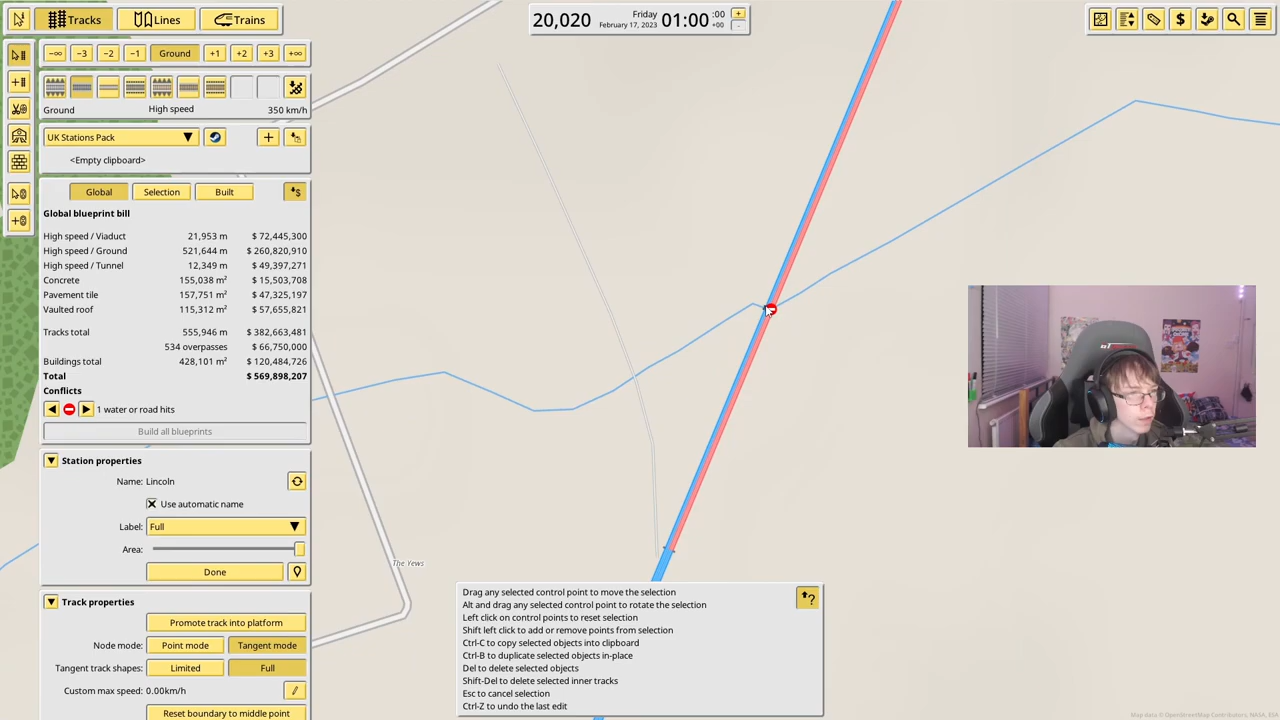 Tracks
Lines
Trains
20,020
Friday
February 17, 2023
01:00 :00
+00
+
-
−∞ −3 −2 −1 Ground +1 +2 +3 +∞
Ground High speed 350 km/h
UK Stations Pack
<Empty clipboard>
Global Selection Built
Global blueprint bill
High speed / Viaduct 21,953 m $ 72,445,300
High speed / Ground 521,644 m $ 260,820,910
High speed / Tunnel 12,349 m $ 49,397,271
Concrete 155,038 m² $ 15,503,708
Pavement tile 157,751 m² $ 47,325,197
Vaulted roof 115,312 m² $ 57,655,821
Tracks total 555,946 m $ 382,663,481
534 overpasses $ 66,750,000
Buildings total 428,101 m² $ 120,484,726
Total $ 569,898,207
Conflicts
1 water or road hits
Build all blueprints
Station properties
Name: Lincoln
Use automatic name
Label: Full
Area:
Done
Track properties
Promote track into platform
Node mode: Point mode Tangent mode
Tangent track shapes: Limited Full
Custom max speed: 0.00km/h
Reset boundary to middle point
The Yews
Drag any selected control point to move the selection
Alt and drag any selected control point to rotate the selection
Left click on control points to reset selection
Shift left click to add or remove points from selection
Ctrl-C to copy selected objects into clipboard
Ctrl-B to duplicate selected objects in-place
Del to delete selected objects
Shift-Del to delete selected inner tracks
Esc to cancel selection
Ctrl-Z to undo the last edit
Map data © OpenStreetMap Contributors, NASA, ESA